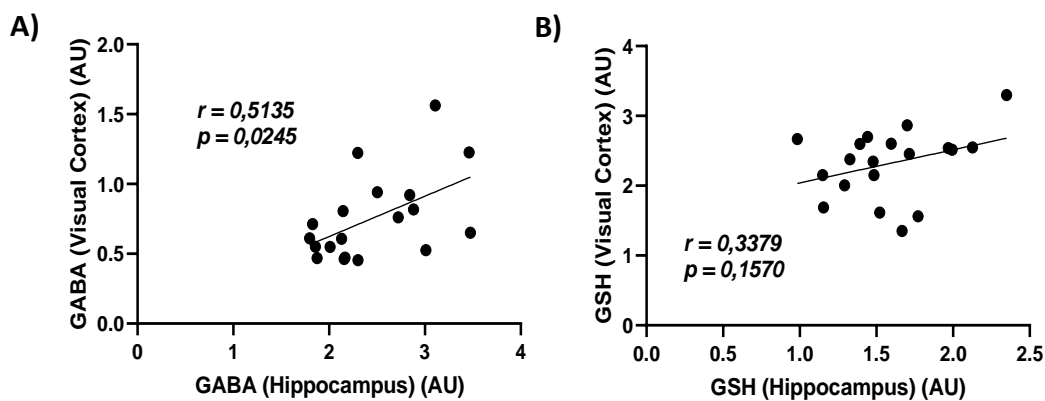 A)
GABA (Visual Cortex) (AU)
2.0
1.5
1.0
0.5
0.0
r = 0,5135
p = 0,0245
0 1 2 3 4
GABA (Hippocampus) (AU)
B)
GSH (Visual Cortex) (AU)
4
3
2
1
0
r = 0,3379
p = 0,1570
0.0 0.5 1.0 1.5 2.0 2.5
GSH (Hippocampus) (AU)